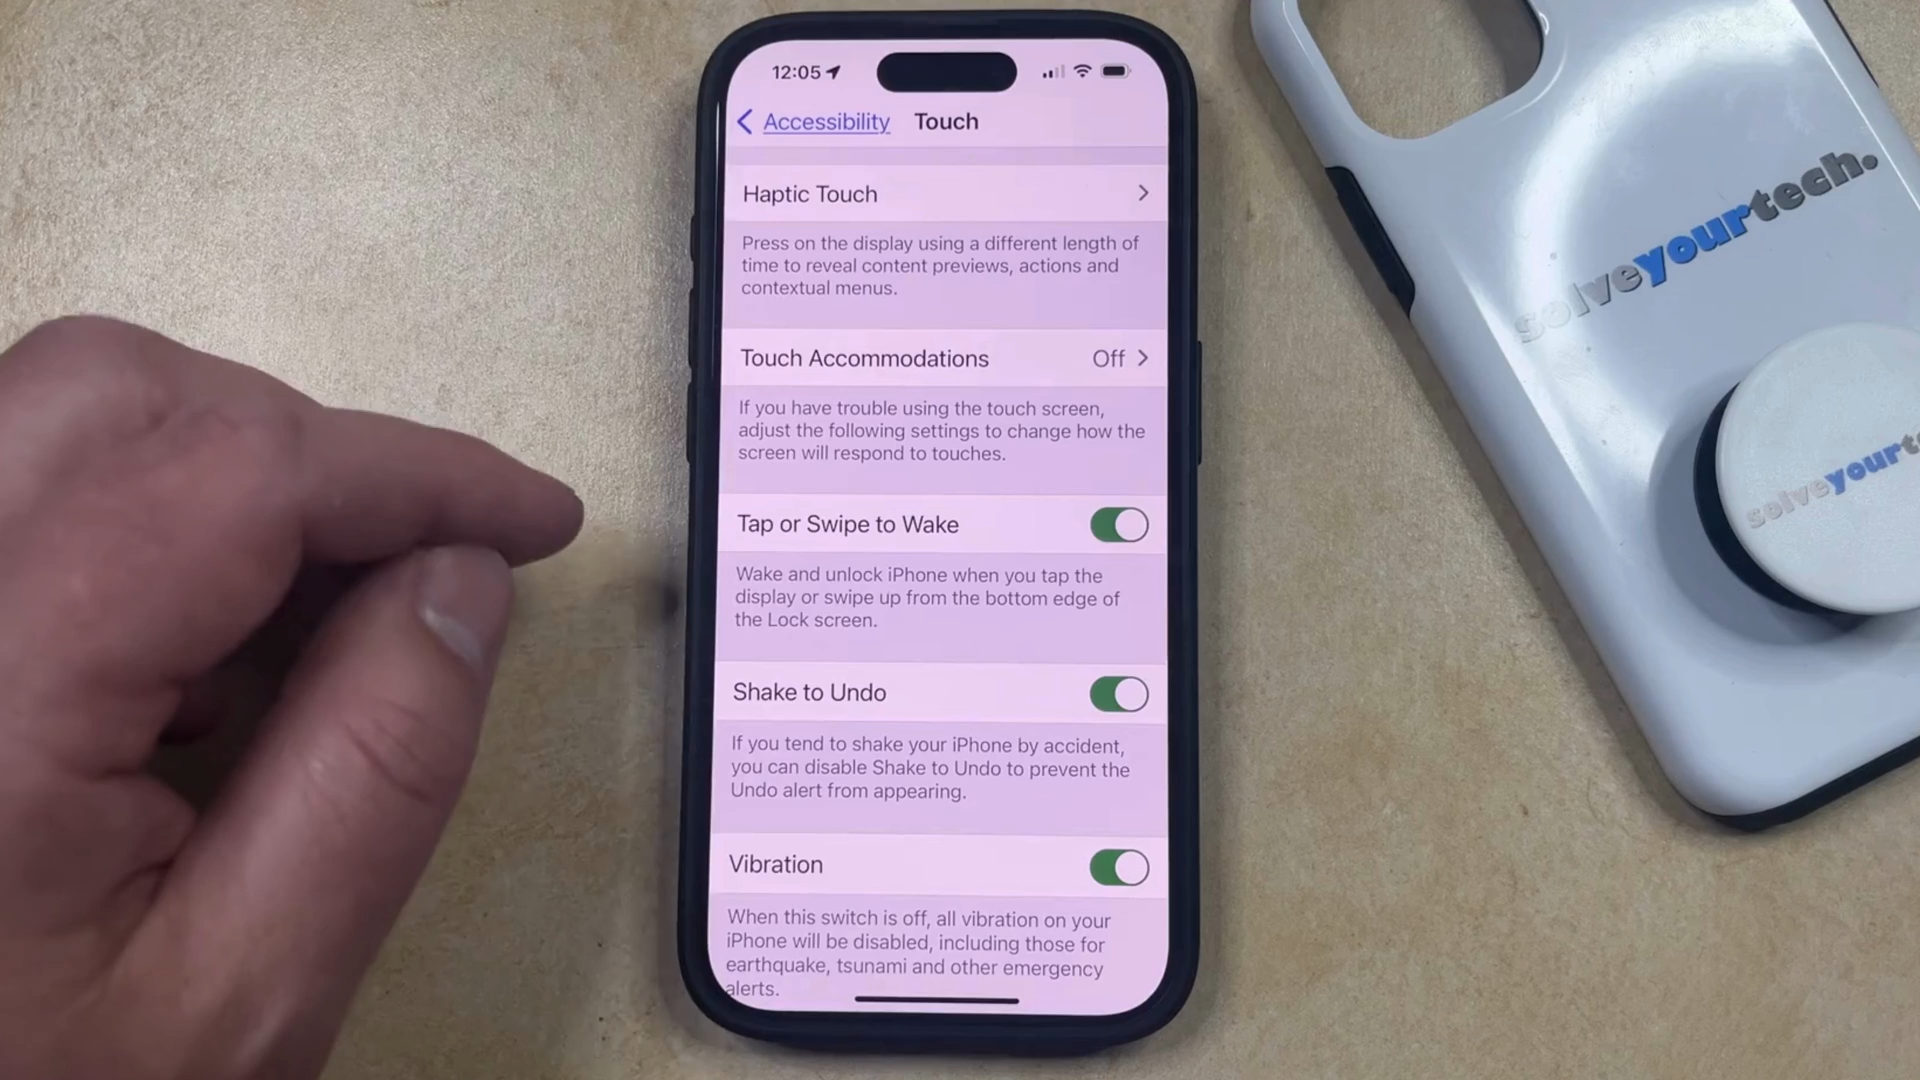 12:05
Accessibility Touch
Haptic Touch
Press on the display using a different length of
time to reveal content previews, actions and
contextual menus.
Touch Accommodations Off
If you have trouble using the touch screen,
adjust the following settings to change how the
screen will respond to touches.
Tap or Swipe to Wake
Wake and unlock iPhone when you tap the
display or swipe up from the bottom edge of
the Lock screen.
Shake to Undo
If you tend to shake your iPhone by accident,
you can disable Shake to Undo to prevent the
Undo alert from appearing.
Vibration
When this switch is off, all vibration on your
iPhone will be disabled, including those for
earthquake, tsunami and other emergency
alerts.
solveyourtech.
solveyourt